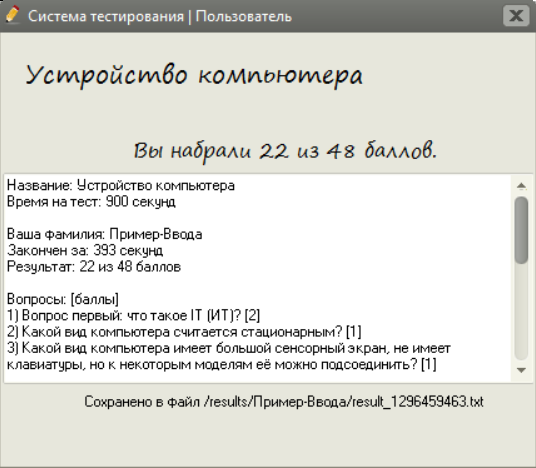 Система тестирования | Пользователь
Устройство компьютера
Вы набрали 22 из 48 баллов.
Название: Устройство компьютера
Время на тест: 900 секунд
Ваша фамилия: Пример-Ввода
Закончен за: 393 секунд
Результат: 22 из 48 баллов
Вопросы: [баллы]
1) Вопрос первый: что такое IT (ИТ)? [2]
2) Какой вид компьютера считается стационарным? [1]
3) Какой вид компьютера имеет большой сенсорный экран, не имеет
клавиатуры, но к некоторым моделям её можно подсоединить? [1]
Сохранено в файл /results/Пример-Ввода/result_1296459463.txt